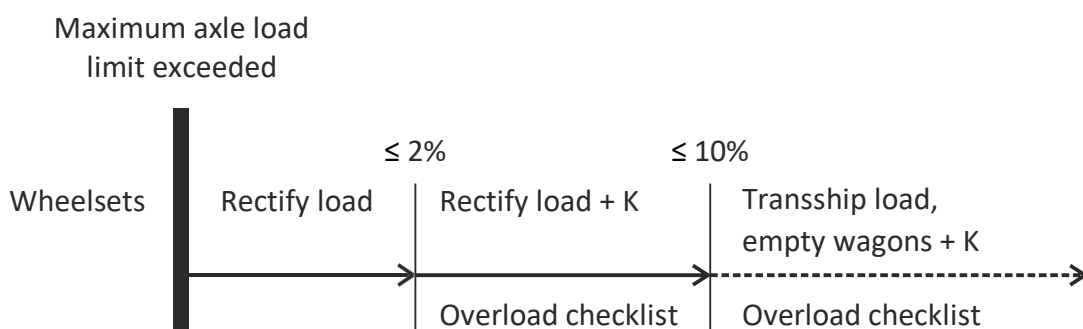 Maximum axle load
limit exceeded
≤ 2%
≤ 10%
Wheelsets
Rectify load
Rectify load + K
Transship load,
empty wagons + K
Overload checklist
Overload checklist